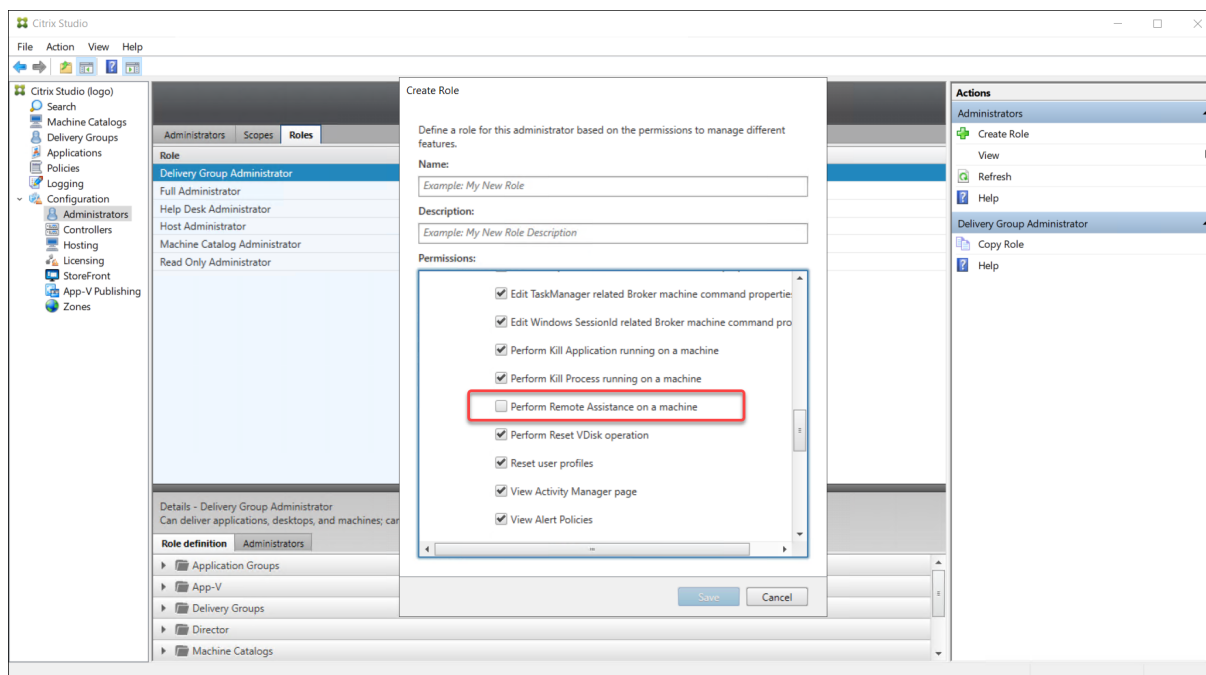 Citrix Studio
File Action View Help
Citrix Studio (logo)
Search
Machine Catalogs
Delivery Groups
Applications
Policies
Logging
Configuration
Administrators
Controllers
Hosting
Licensing
StoreFront
App-V Publishing
Zones
Administrators Scopes Roles
Role
Delivery Group Administrator
Full Administrator
Help Desk Administrator
Host Administrator
Machine Catalog Administrator
Read Only Administrator
Details - Delivery Group Administrator
Can deliver applications, desktops, and machines; can
Role definition Administrators
Application Groups
App-V
Delivery Groups
Director
Machine Catalogs
Create Role
Define a role for this administrator based on the permissions to manage different
features.
Name:
Example: My New Role
Description:
Example: My New Role Description
Permissions:
Edit TaskManager related Broker machine command propertie
Edit Windows SessionId related Broker machine command pro
Perform Kill Application running on a machine
Perform Kill Process running on a machine
Perform Remote Assistance on a machine
Perform Reset VDisk operation
Reset user profiles
View Activity Manager page
View Alert Policies
Save Cancel
Actions
Administrators
Create Role
View
Refresh
Help
Delivery Group Administrator
Copy Role
Help